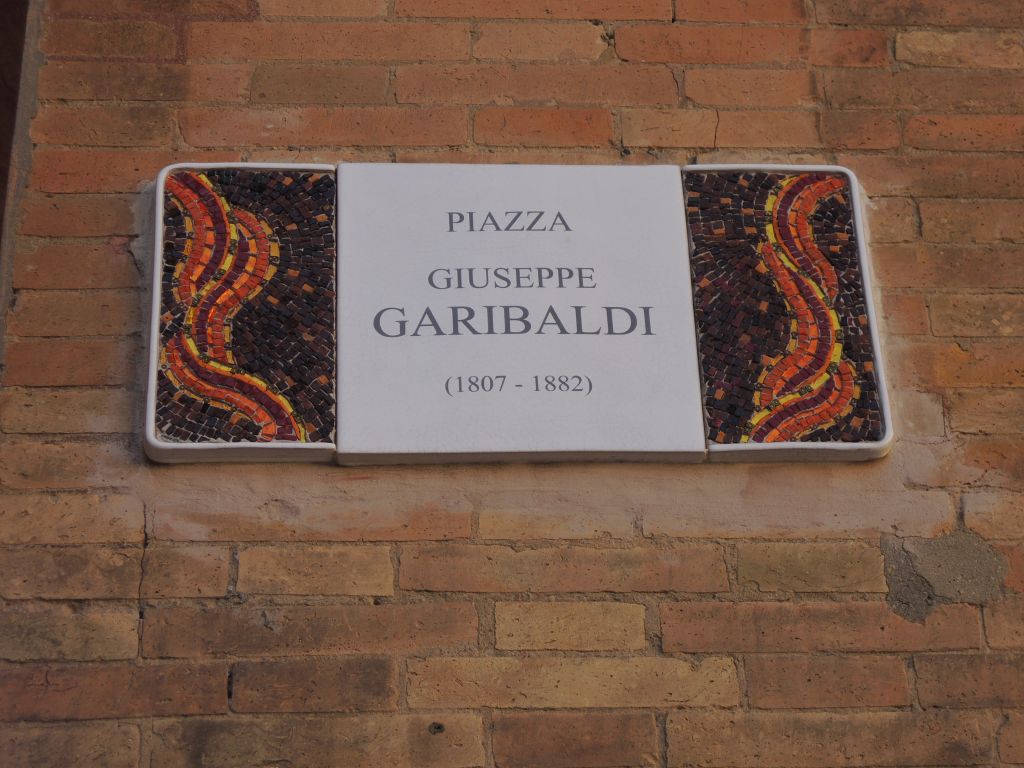 PIAZZA
GIUSEPPE
GARIBALDI
(1807 - 1882)